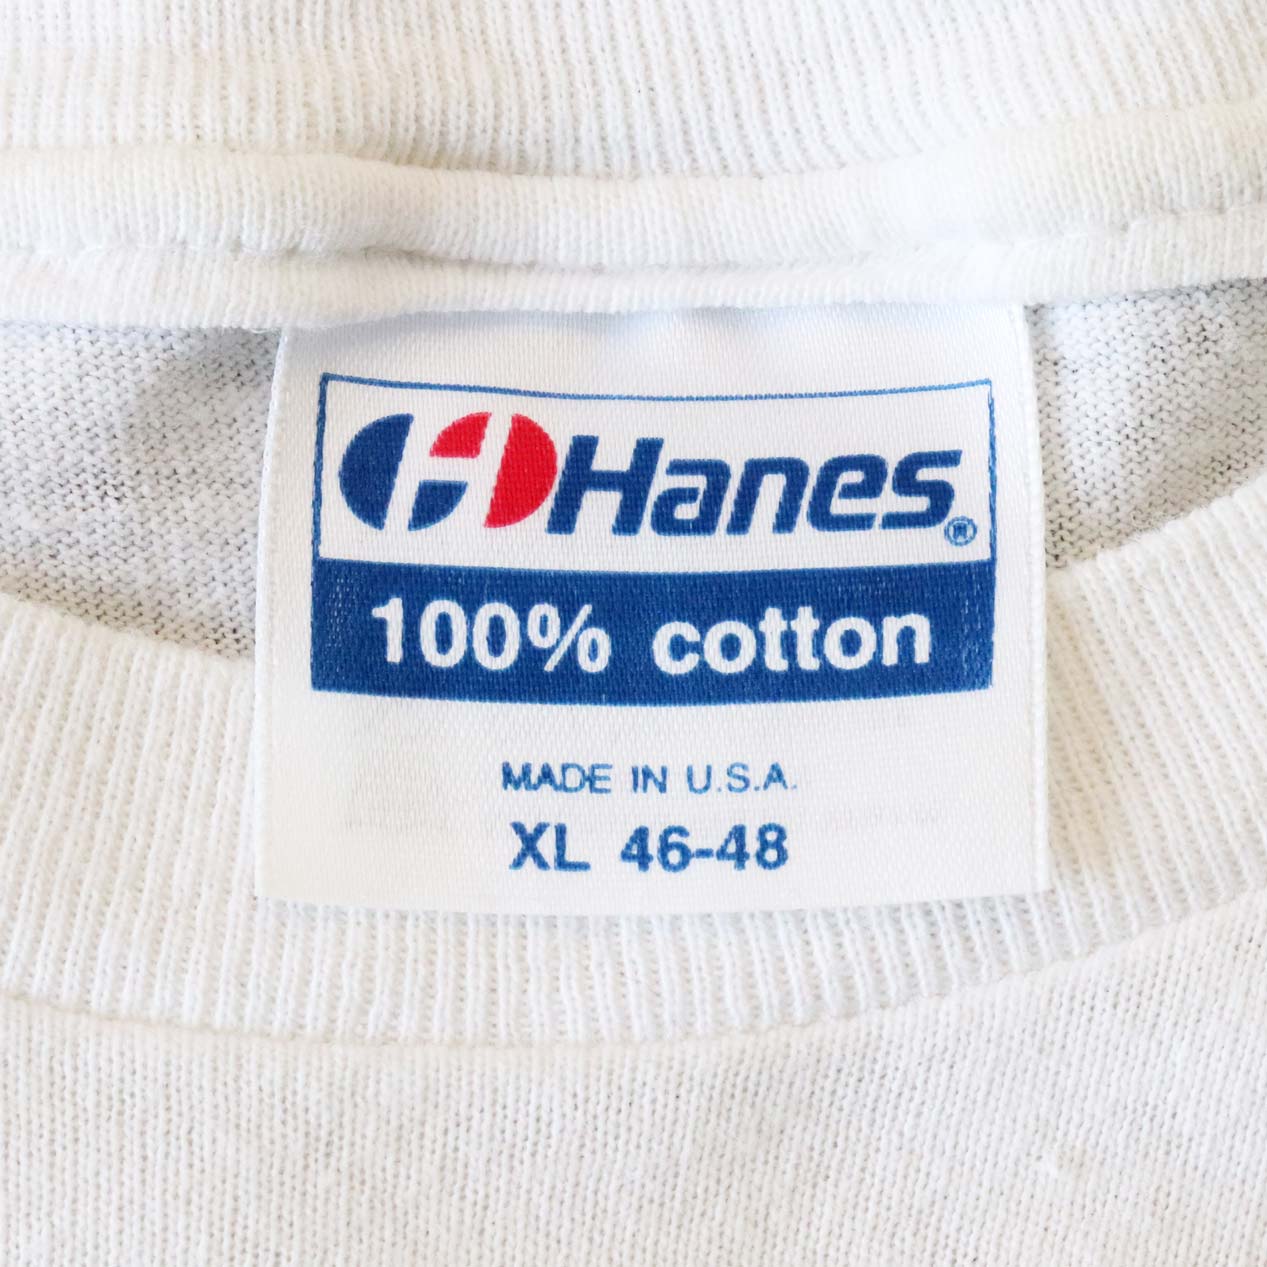 Hanes®
100% cotton
MADE IN U.S.A.
XL 46-48